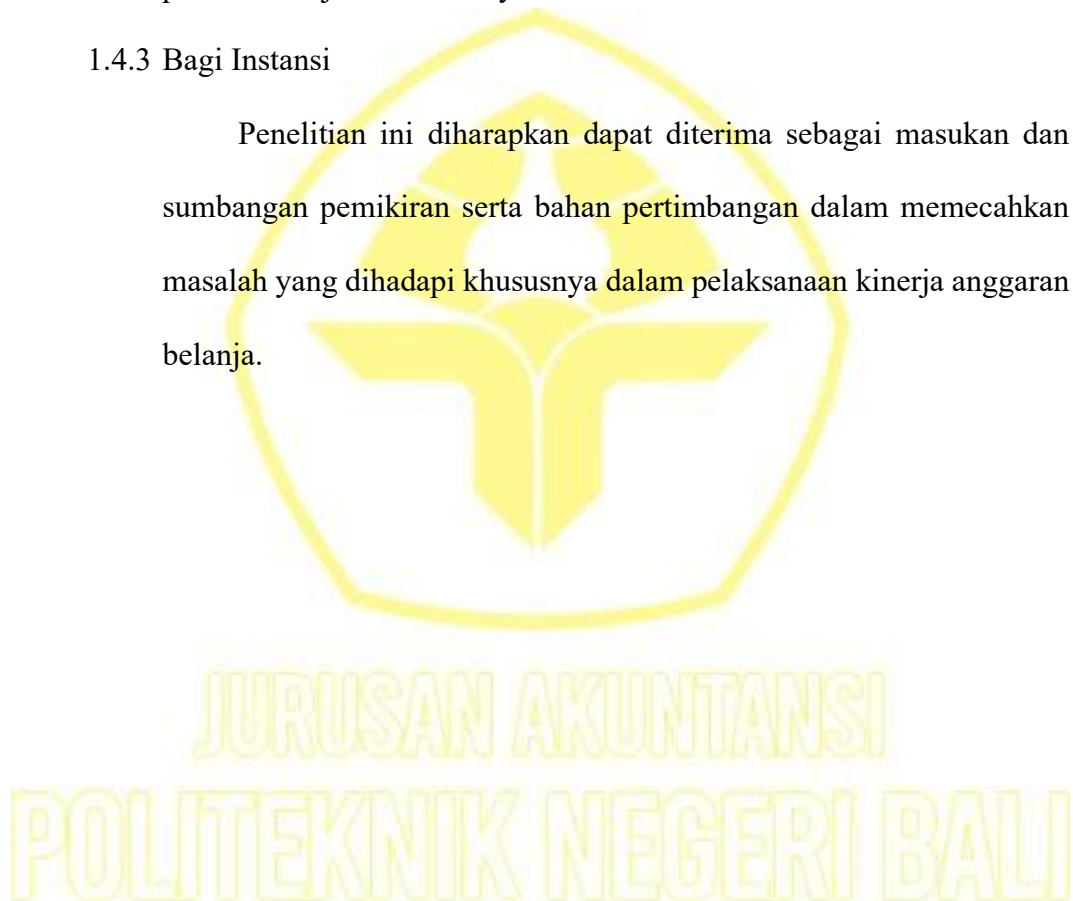 1.4.3 Bagi Instansi
Penelitian ini diharapkan dapat diterima sebagai masukan dan
sumbangan pemikiran serta bahan pertimbangan dalam memecahkan
masalah yang dihadapi khususnya dalam pelaksanaan kinerja anggaran
belanja.
JURUSAN AKUNTANSI
POLITEKNIK NEGERI BALI